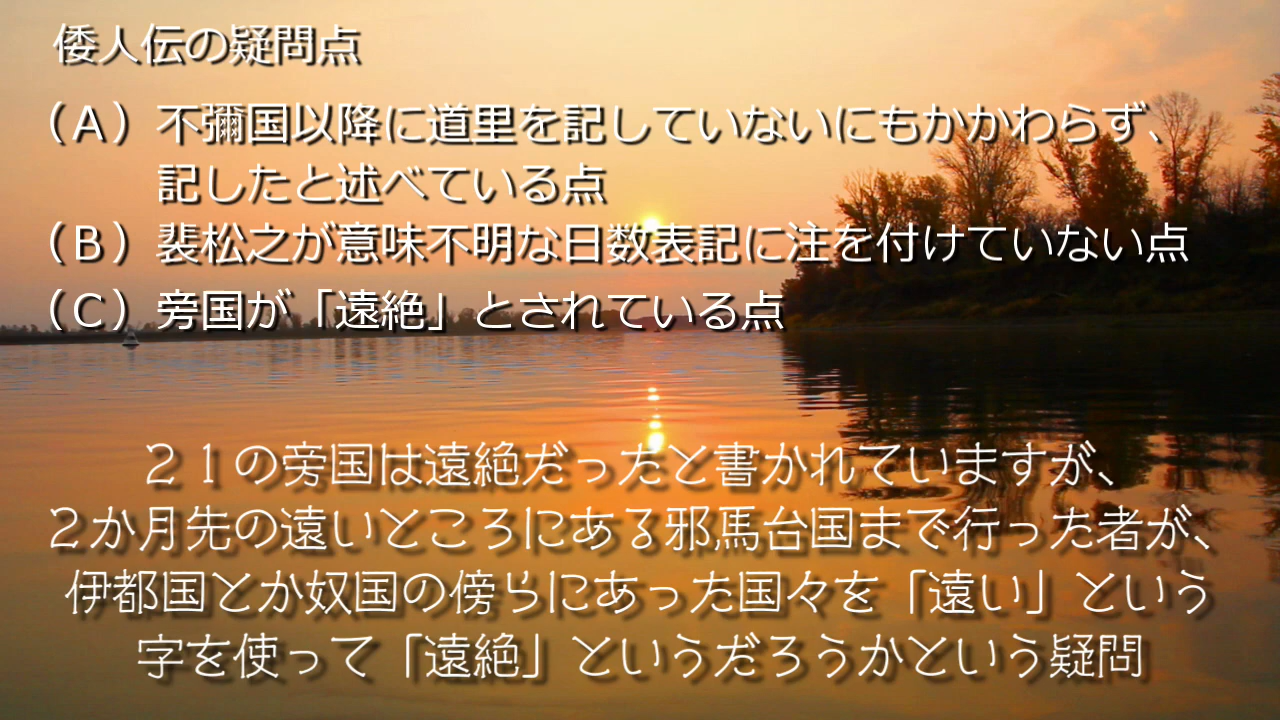 倭人伝の疑問点
（Ａ）不彌国以降に道里を記していないにもかかわらず、
記したと述べている点
（Ｂ）裴松之が意味不明な日数表記に注を付けていない点
（Ｃ）旁国が「遠絶」とされている点
２１の旁国は遠絶だったと書かれていますが、
２か月先の遠いところにある邪馬台国まで行った者が、
伊都国とか奴国の傍らにあった国々を「遠い」という
字を使って「遠絶」というだろうかという疑問